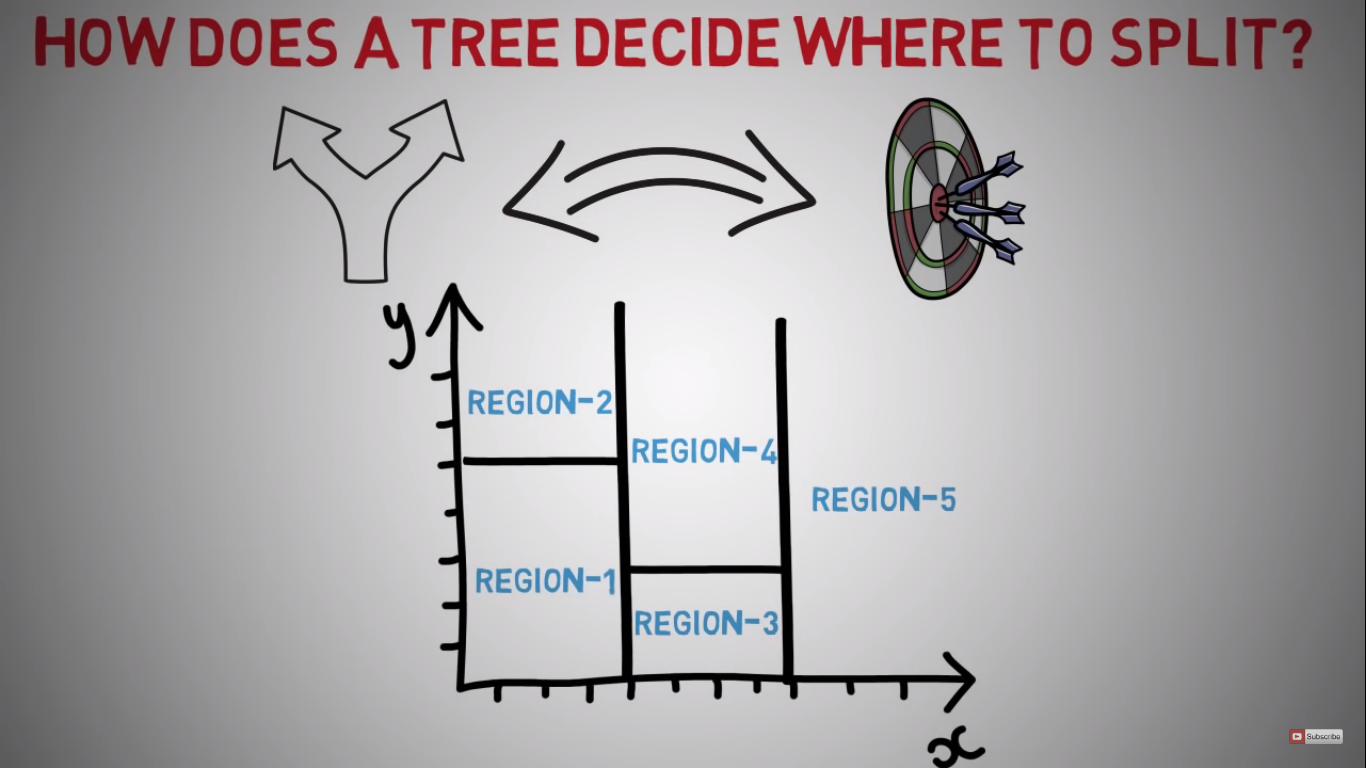 HOW DOES A TREE DECIDE WHERE TO SPLIT?
y
REGION-2
REGION-4
REGION-5
REGION-1
REGION-3
x
Subscribe